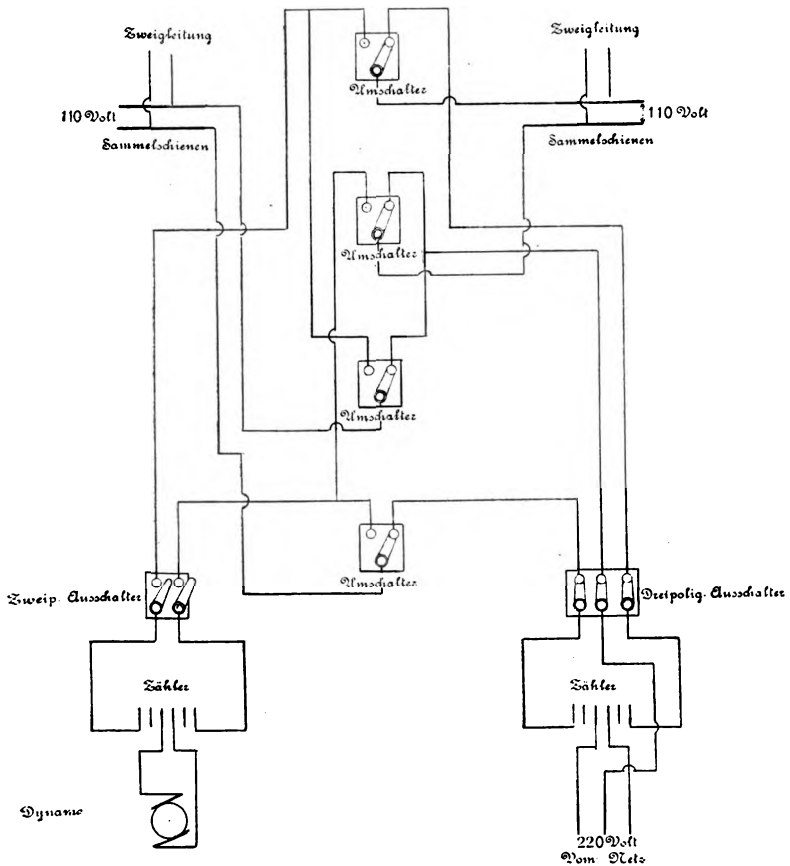 Zweigleitung
Zweigleitung
Umschalter
110 Volt
110 Volt
Sammelschienen
Sammelschienen
Umschalter
Umschalter
Umschalter
Zweip. Ausschalter
Dreipolig. Ausschalter
Zähler
Zähler
Dynamo
220 Volt
Vom Netz